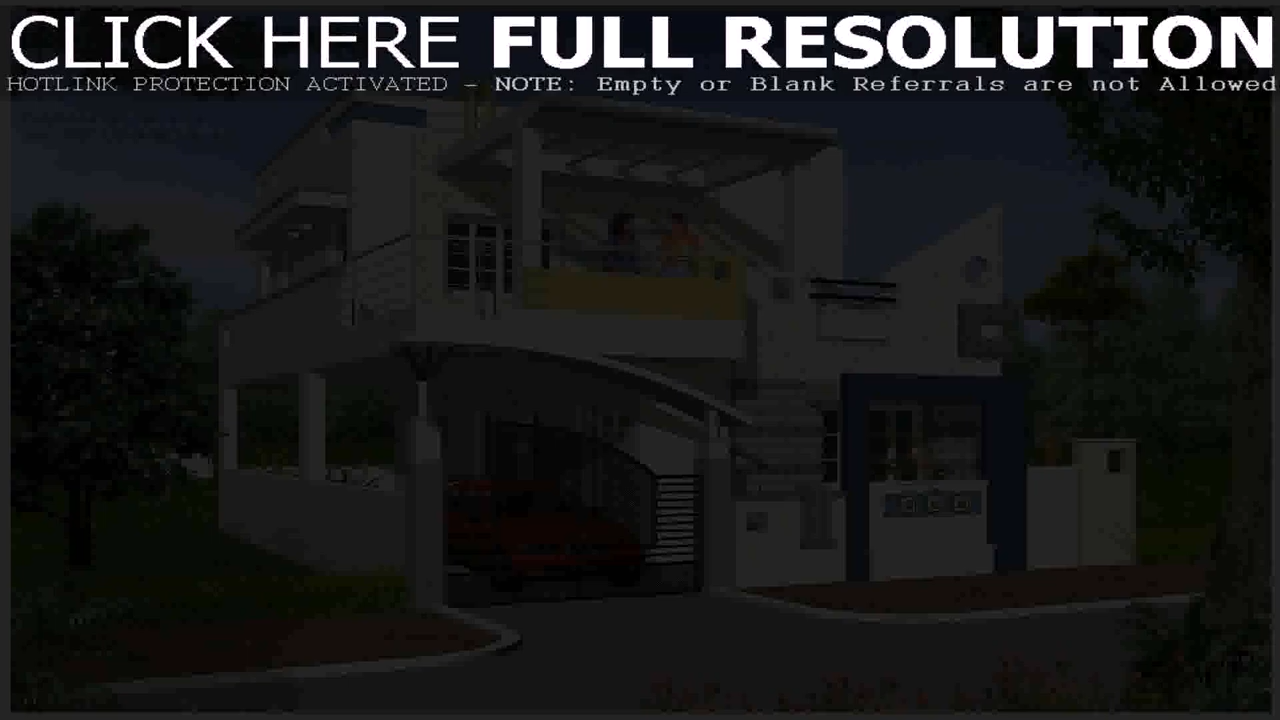 CLICK HERE FULL RESOLUTION
HOTLINK PROTECTION ACTIVATED - NOTE: Empty or Blank Referrals are not Allowed